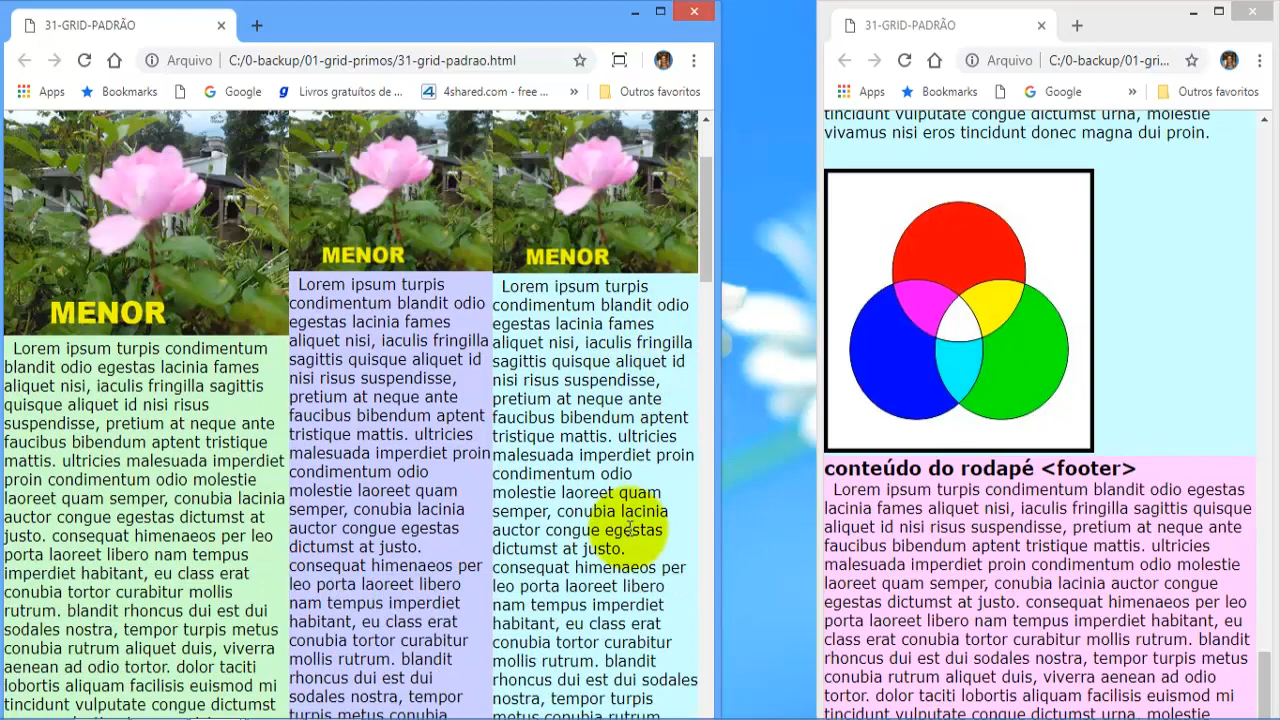 31-GRID-PADRÃO
Arquivo
C:/0-backup/01-grid-primos/31-grid-padrao.html
Apps
Bookmarks
Google
Livros gratuítos de ...
4shared.com - free ...
»
Outros favoritos
MENOR
Lorem ipsum turpis condimentum
blandit odio egestas lacinia fames
aliquet nisi, iaculis fringilla sagittis
quisque aliquet id nisi risus
suspendisse, pretium at neque ante
faucibus bibendum aptent tristique
mattis. ultricies malesuada imperdiet
proin condimentum odio molestie
laoreet quam semper, conubia lacinia
auctor congue egestas dictumst at
justo. consequat himenaeos per leo
porta laoreet libero nam tempus
imperdiet habitant, eu class erat
conubia tortor curabitur mollis
rutrum. blandit rhoncus dui est dui
sodales nostra, tempor turpis metus
conubia rutrum aliquet duis, viverra
aenean ad odio tortor. dolor taciti
lobortis aliquam facilisis euismod mi
tincidunt vulputate congue dictumst
MENOR
Lorem ipsum turpis
condimentum blandit odio
egestas lacinia fames
aliquet nisi, iaculis fringilla
sagittis quisque aliquet id
nisi risus suspendisse,
pretium at neque ante
faucibus bibendum aptent
tristique mattis. ultricies
malesuada imperdiet proin
condimentum odio
molestie laoreet quam
semper, conubia lacinia
auctor congue egestas
dictumst at justo.
consequat himenaeos per
leo porta laoreet libero
nam tempus imperdiet
habitant, eu class erat
conubia tortor curabitur
mollis rutrum. blandit
rhoncus dui est dui
sodales nostra, tempor
turpis metus conubia
MENOR
Lorem ipsum turpis
condimentum blandit odio
egestas lacinia fames
aliquet nisi, iaculis fringilla
sagittis quisque aliquet id
nisi risus suspendisse,
pretium at neque ante
faucibus bibendum aptent
tristique mattis. ultricies
malesuada imperdiet proin
condimentum odio
molestie laoreet quam
semper, conubia lacinia
auctor congue egestas
dictumst at justo.
consequat himenaeos per
leo porta laoreet libero
nam tempus imperdiet
habitant, eu class erat
conubia tortor curabitur
mollis rutrum. blandit
rhoncus dui est dui sodales
nostra, tempor turpis
metus conubia rutrum
31-GRID-PADRÃO
Arquivo
C:/0-backup/01-gri...
Apps
Bookmarks
Google
»
Outros favoritos
tincidunt vulputate congue dictumst urna, molestie
vivamus nisi eros tincidunt donec magna dui proin.
conteúdo do rodapé <footer>
Lorem ipsum turpis condimentum blandit odio egestas
lacinia fames aliquet nisi, iaculis fringilla sagittis quisque
aliquet id nisi risus suspendisse, pretium at neque ante
faucibus bibendum aptent tristique mattis. ultricies
malesuada imperdiet proin condimentum odio molestie
laoreet quam semper, conubia lacinia auctor congue
egestas dictumst at justo. consequat himenaeos per leo
porta laoreet libero nam tempus imperdiet habitant, eu
class erat conubia tortor curabitur mollis rutrum. blandit
rhoncus dui est dui sodales nostra, tempor turpis metus
conubia rutrum aliquet duis, viverra aenean ad odio
tortor. dolor taciti lobortis aliquam facilisis euismod mi
tincidunt vulputate congue dictumst urna, molestie